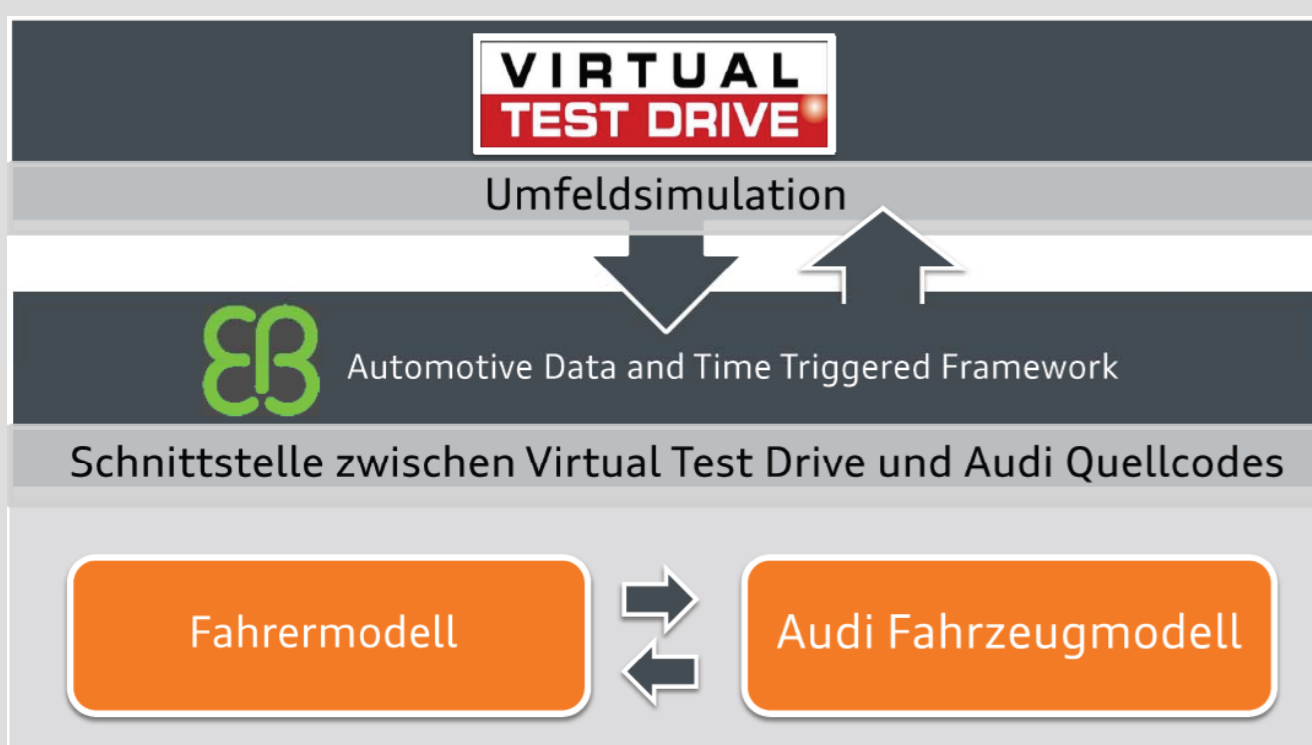 VIRTUAL
TEST DRIVE
Umfeldsimulation
EB
Automotive Data and Time Triggered Framework
Schnittstelle zwischen Virtual Test Drive und Audi Quellcodes
Fahrermodell
Audi Fahrzeugmodell